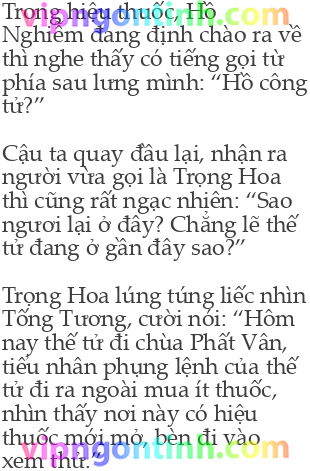 Trong hiệu thuốc, Hồ
vipngontinh.com
Nghiêm đang định chào ra về
thì nghe thấy có tiếng gọi từ
phía sau lưng mình: “Hồ công
tử?”
Cậu ta quay đầu lại, nhận ra
người vừa gọi là Trọng Hoa
thì cũng rất ngạc nhiên: “Sao
ngươi lại ở đây? Chẳng lẽ thế
tử đang ở gần đây sao?”
Trọng Hoa lúng túng liếc nhìn
Tống Tương, cười nói: “Hôm
nay thế tử đi chùa Phất Vân,
tiểu nhân phụng lệnh của thế
tử đi ra ngoài mua ít thuốc,
nhìn thấy nơi này có hiệu
thuốc mới mở, bèn đi vào
vipngontinh.com
xem thử.”